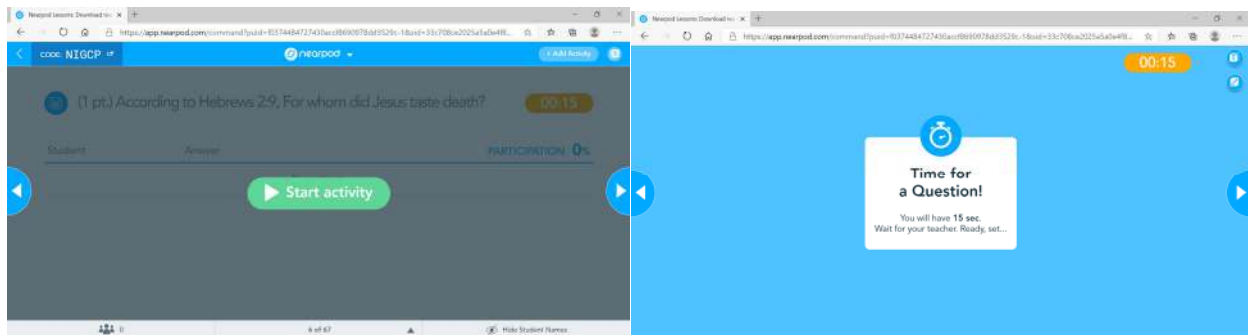 Nearpod Lessons: Download rea
https://app.nearpod.com/command?
CODE: NIGCP
nearpod
+ Add Activity
(1 pt.) According to Hebrews 2:9, For whom did Jesus taste death?
00:15
Student Answer PARTICIPATION 0%
Start activity
0
6 of 67
Hide Student Names
Nearpod Lessons: Download
https://app.nearpod.com/command?
00:15
Time for
a Question!
You will have 15 sec.
Wait for your teacher. Ready, set...